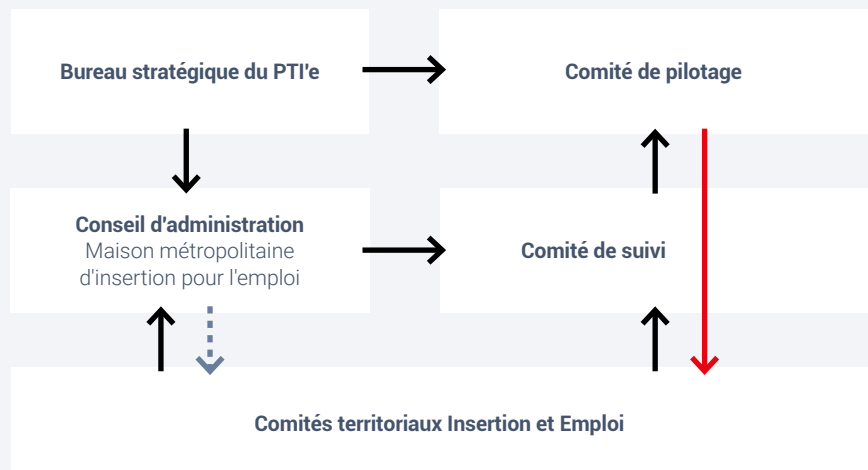 Bureau stratégique du PTI'e
Comité de pilotage
Conseil d'administration
Maison métropolitaine
d'insertion pour l'emploi
Comité de suivi
Comités territoriaux Insertion et Emploi